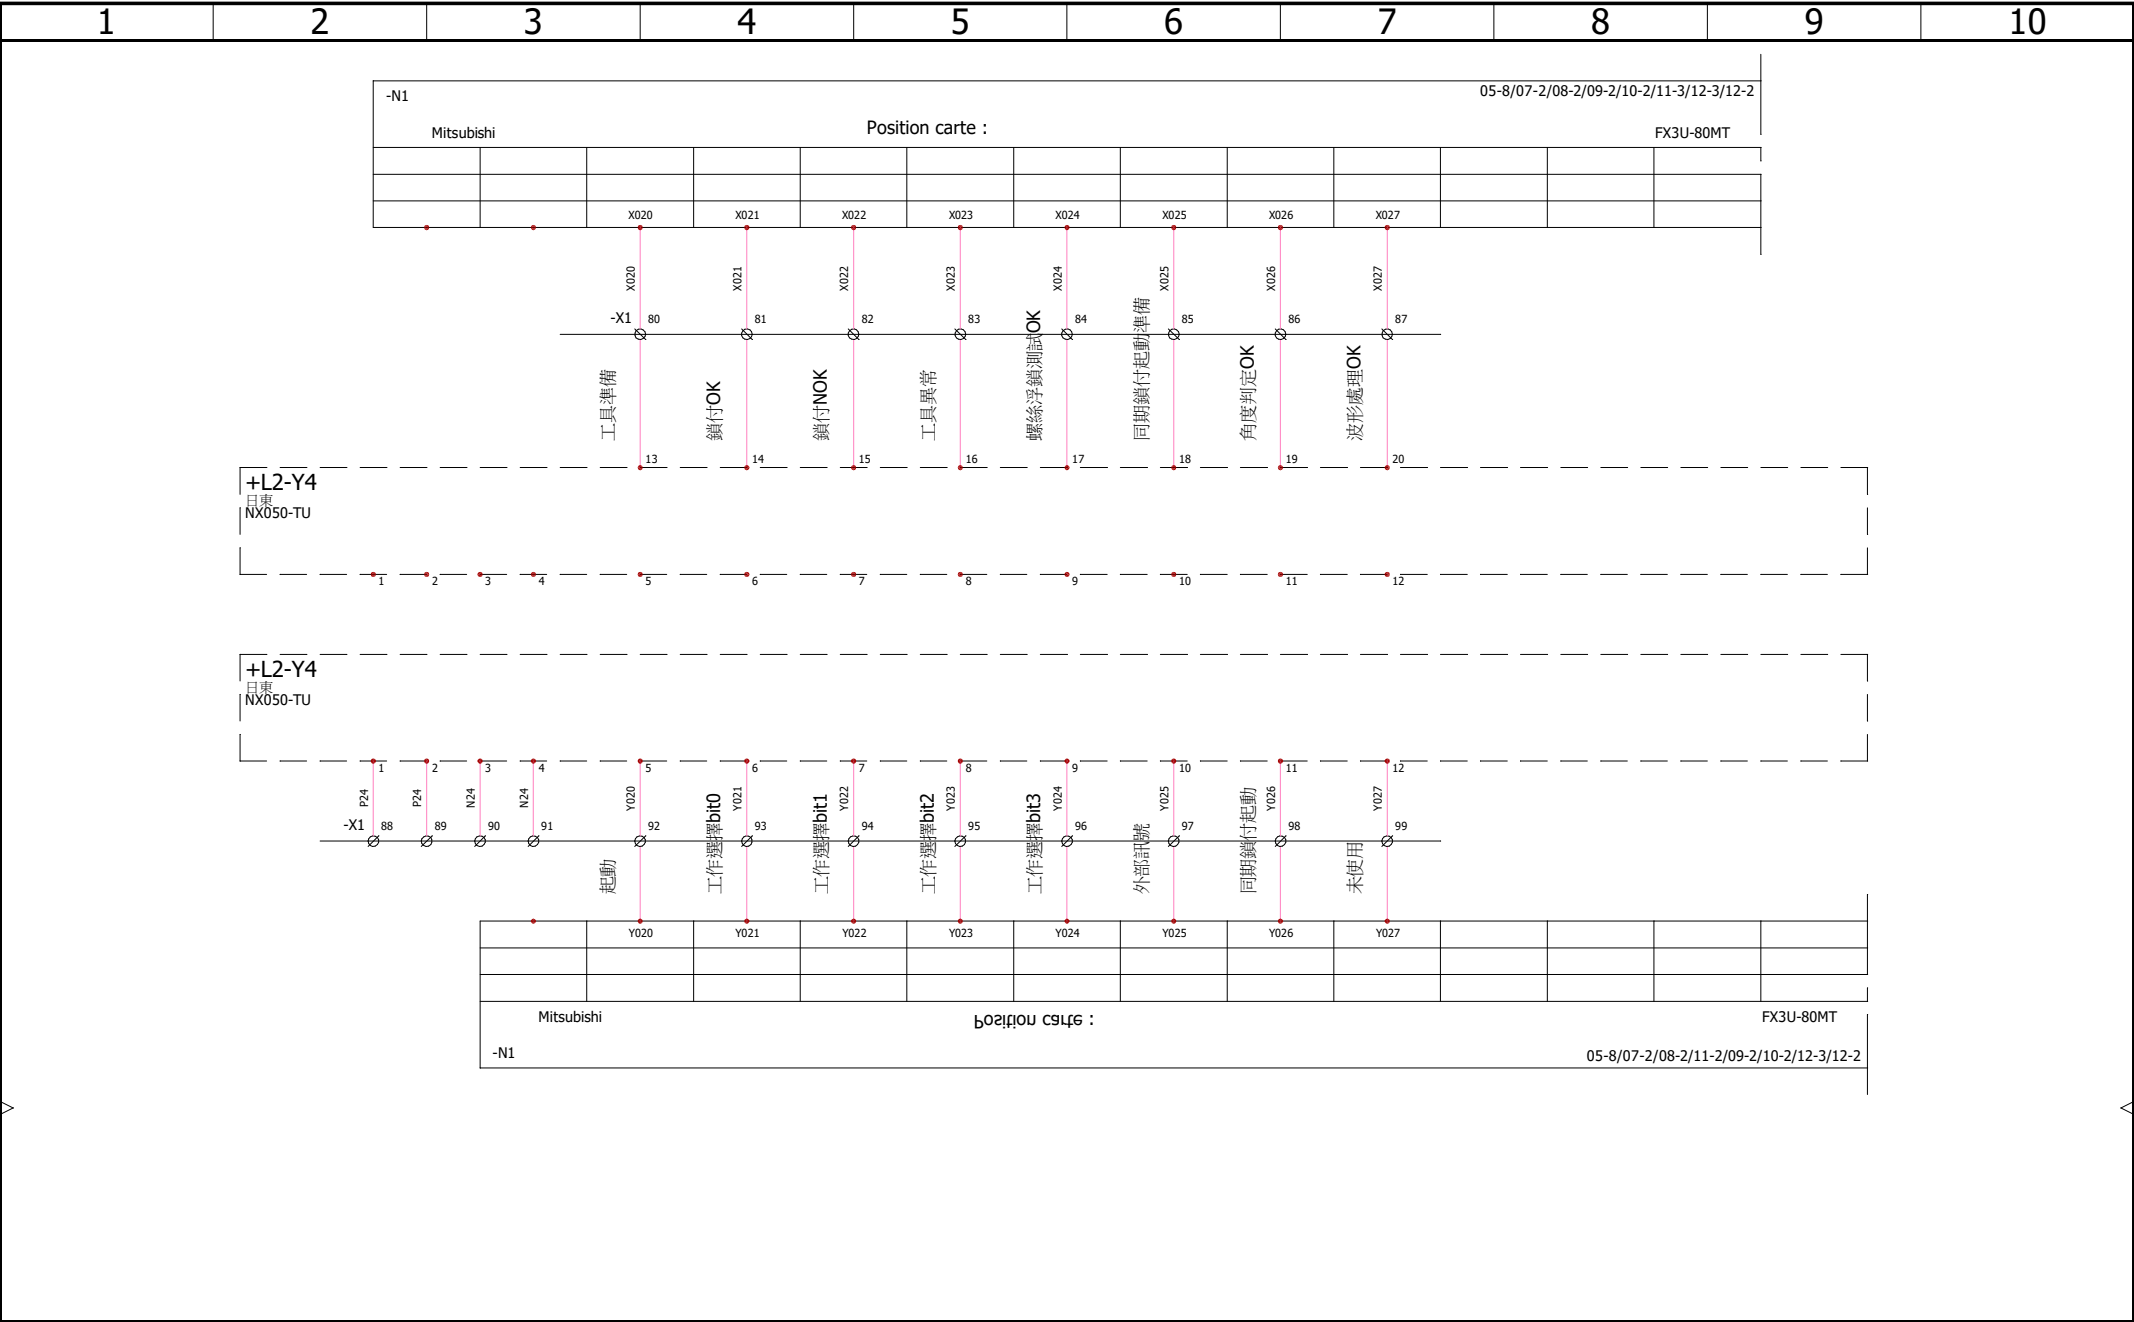 1 2 3 4 5 6 7 8 9 10
-N1 05-8/07-2/08-2/09-2/10-2/11-3/12-3/12-2
Mitsubishi Position carte : FX3U-80MT
X020 X021 X022 X023 X024 X025 X026 X027
X020 X021 X022 X023 X024 X025 X026 X027
-X1 80 81 82 83 84 85 86 87
工具準備
鎖付OK
鎖付NOK
工具異常
螺絲浮鎖測試OK
同期鎖付起動準備
角度判定OK
波形處理OK
13 14 15 16 17 18 19 20
+L2-Y4
日東
NX050-TU
1 2 3 4 5 6 7 8 9 10 11 12
+L2-Y4
日東
NX050-TU
1 2 3 4 5 6 7 8 9 10 11 12
P24 P24 N24 N24 Y020 Y021 Y022 Y023 Y024 Y025 Y026 Y027
-X1 88 89 90 91 92 93 94 95 96 97 98 99
起動
工作選擇bit0
工作選擇bit1
工作選擇bit2
工作選擇bit3
外部訊號
同期鎖付起動
未使用
Y020 Y021 Y022 Y023 Y024 Y025 Y026 Y027
Mitsubishi Position carte : FX3U-80MT
-N1 05-8/07-2/08-2/11-2/09-2/10-2/12-3/12-2